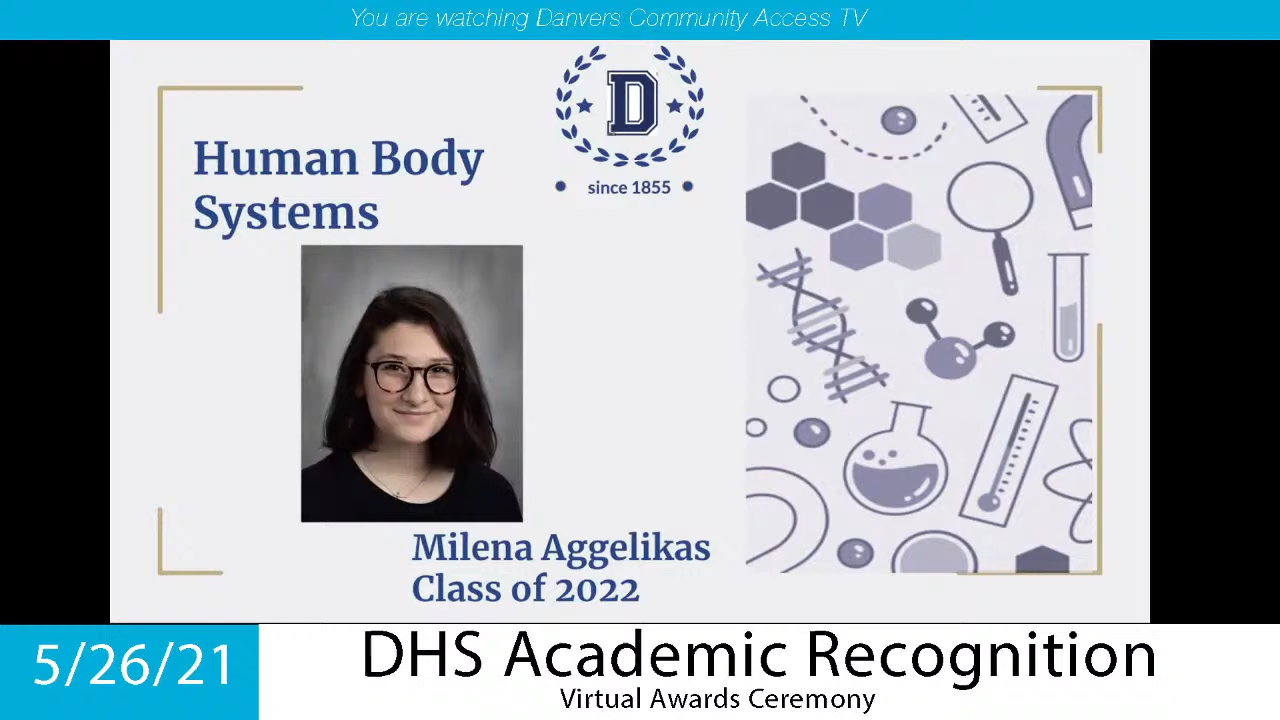 You are watching Danvers Community Access TV
D
since 1855
Human Body
Systems
Milena Aggelikas
Class of 2022
5/26/21
DHS Academic Recognition
Virtual Awards Ceremony